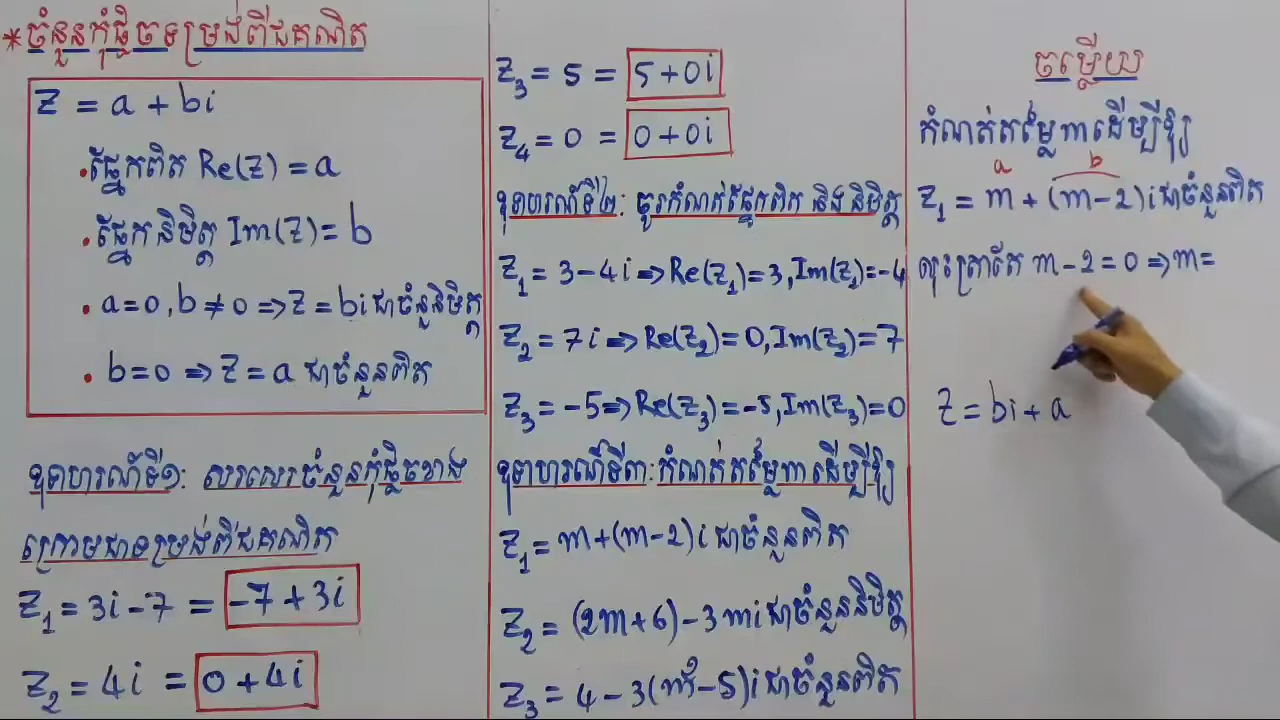 *ចំនួនកុំផ្លិចទម្រង់ពីជគណិត
Z = a + bi
•ផ្នែកពិត Re(Z) = a
•ផ្នែកនិមិត្ត Im(Z) = b
• a=0, b≠0 ⇒ Z = bi ជាចំនួននិមិត្ត
• b=0 ⇒ Z = a ជាចំនួនពិត
ឧទាហរណ៍ទី១: សរសេរចំនួនកុំផ្លិចខាង
ក្រោមជាទម្រង់ពីជគណិត
Z₁ = 3i - 7 = -7 + 3i
Z₂ = 4i = 0 + 4i
Z₃ = 5 = 5 + 0i
Z₄ = 0 = 0 + 0i
ឧទាហរណ៍ទី២: ចូរកំណត់ផ្នែកពិត និង និមិត្ត
Z₁ = 3 - 4i ⇒ Re(Z₁) = 3, Im(Z₁) = -4
Z₂ = 7i ⇒ Re(Z₂) = 0, Im(Z₂) = 7
Z₃ = -5 ⇒ Re(Z₃) = -5, Im(Z₃) = 0
ឧទាហរណ៍ទី៣: កំណត់តម្លៃ m ដើម្បីឱ្យ
Z₁ = m + (m - 2)i ជាចំនួនពិត
Z₂ = (2m + 6) - 3mi ជាចំនួននិមិត្ត
Z₃ = 4 - 3(m² - 5)i ជាចំនួនពិត
ចម្លើយ
កំណត់តម្លៃ m ដើម្បីឱ្យ
a b
Z₁ = m + (m - 2)i ជាចំនួនពិត
លុះត្រាតែ m - 2 = 0 ⇒ m =
Z = bi + a